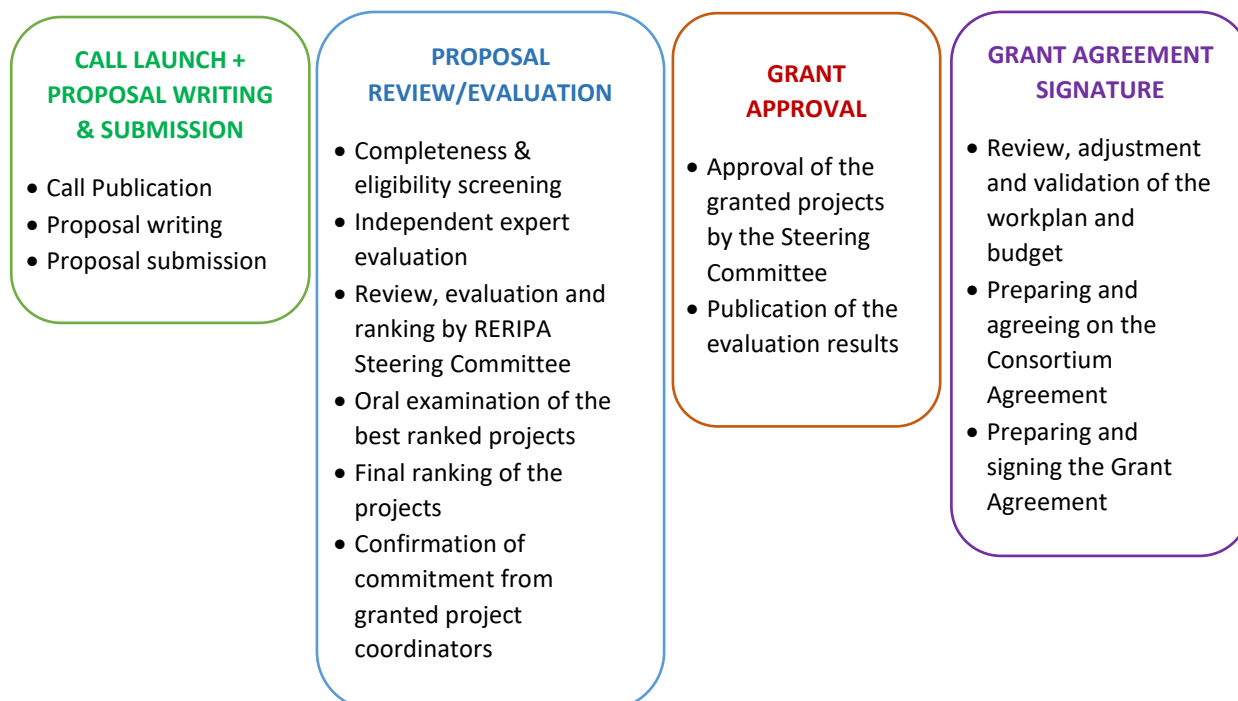 CALL LAUNCH +
PROPOSAL WRITING
& SUBMISSION
• Call Publication
• Proposal writing
• Proposal submission
PROPOSAL
REVIEW/EVALUATION
• Completeness &
eligibility screening
• Independent expert
evaluation
• Review, evaluation and
ranking by RERIPA
Steering Committee
• Oral examination of the
best ranked projects
• Final ranking of the
projects
• Confirmation of
commitment from
granted project
coordinators
GRANT
APPROVAL
• Approval of the
granted projects
by the Steering
Committee
• Publication of the
evaluation results
GRANT AGREEMENT
SIGNATURE
• Review, adjustment
and validation of the
workplan and
budget
• Preparing and
agreeing on the
Consortium
Agreement
• Preparing and
signing the Grant
Agreement